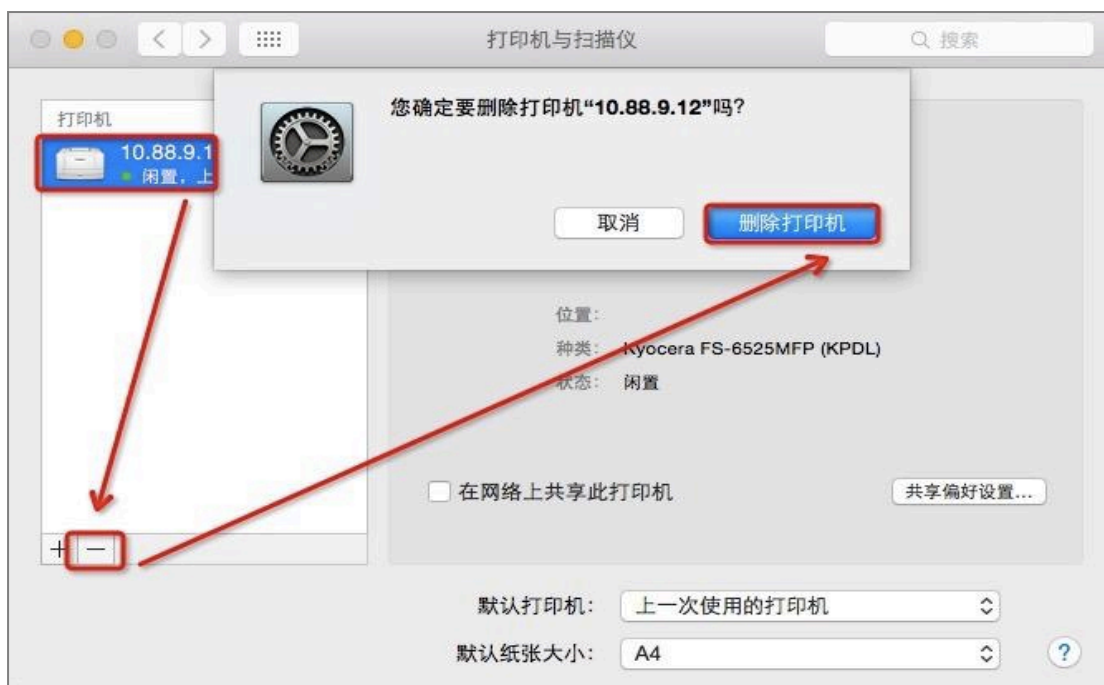 打印机与扫描仪
搜索
您确定要删除打印机“10.88.9.12”吗?
取消
删除打印机
打印机
10.88.9.1
闲置，上
位置:
种类: Kyocera FS-6525MFP (KPDL)
状态: 闲置
在网络上共享此打印机
共享偏好设置...
+ −
默认打印机: 上一次使用的打印机
默认纸张大小: A4
?